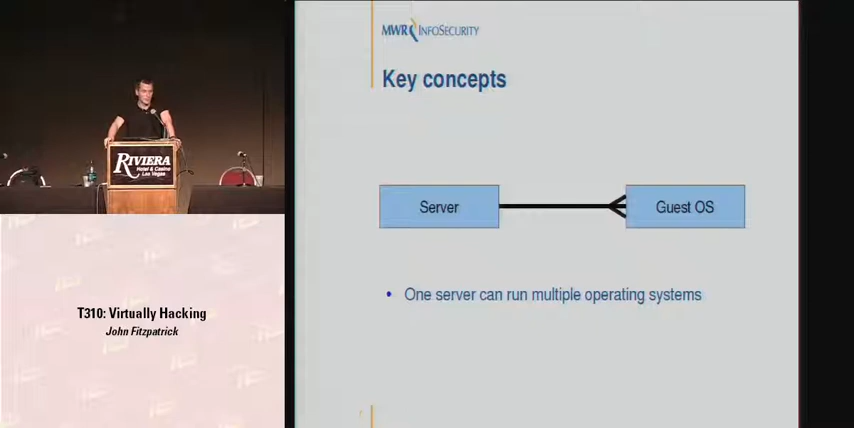 MWR INFOSECURITY
Key concepts
Server
Guest OS
• One server can run multiple operating systems
RIVIERA
Hotel & Casino
Las Vegas
T310: Virtually Hacking
John Fitzpatrick